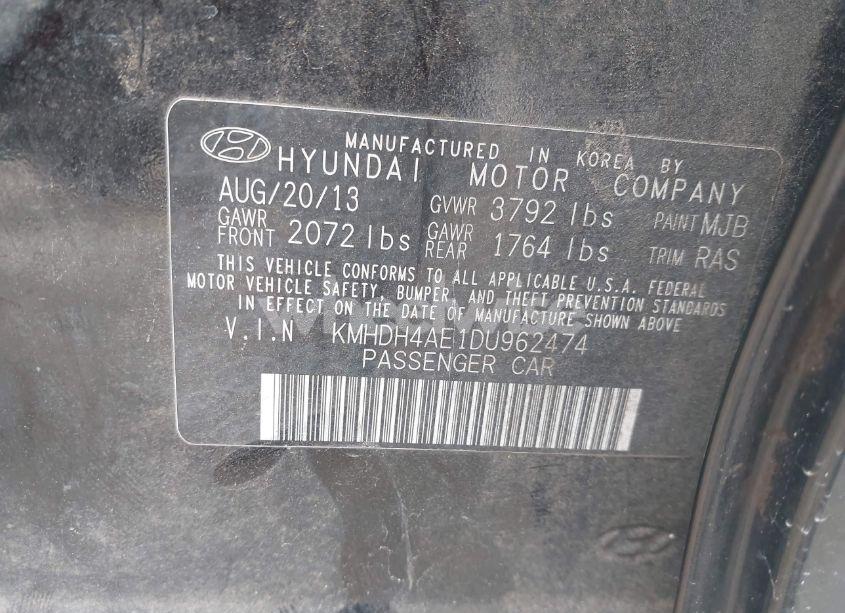 MANUFACTURED IN KOREA BY
HYUNDAI MOTOR COMPANY
AUG/20/13 GVWR 3792 lbs PAINT MJB
GAWR FRONT 2072 lbs GAWR REAR 1764 lbs TRIM RAS
THIS VEHICLE CONFORMS TO ALL APPLICABLE U.S.A. FEDERAL
MOTOR VEHICLE SAFETY, BUMPER, AND THEFT PREVENTION STANDARDS
IN EFFECT ON THE DATE OF MANUFACTURE SHOWN ABOVE
V.I.N KMHDH4AE1DU962474
PASSENGER CAR